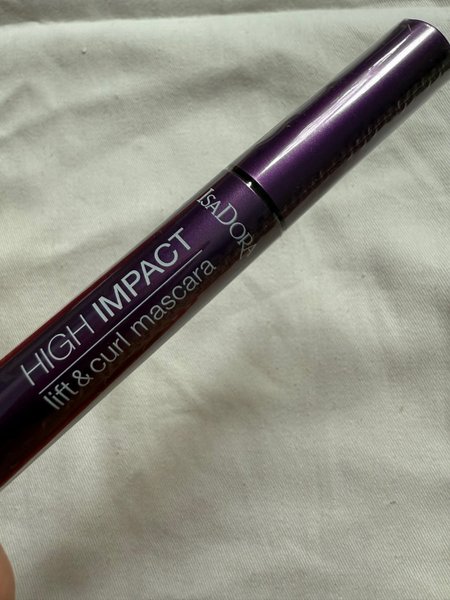 HIGH IMPACT
lift & curl mascara
ISADORA